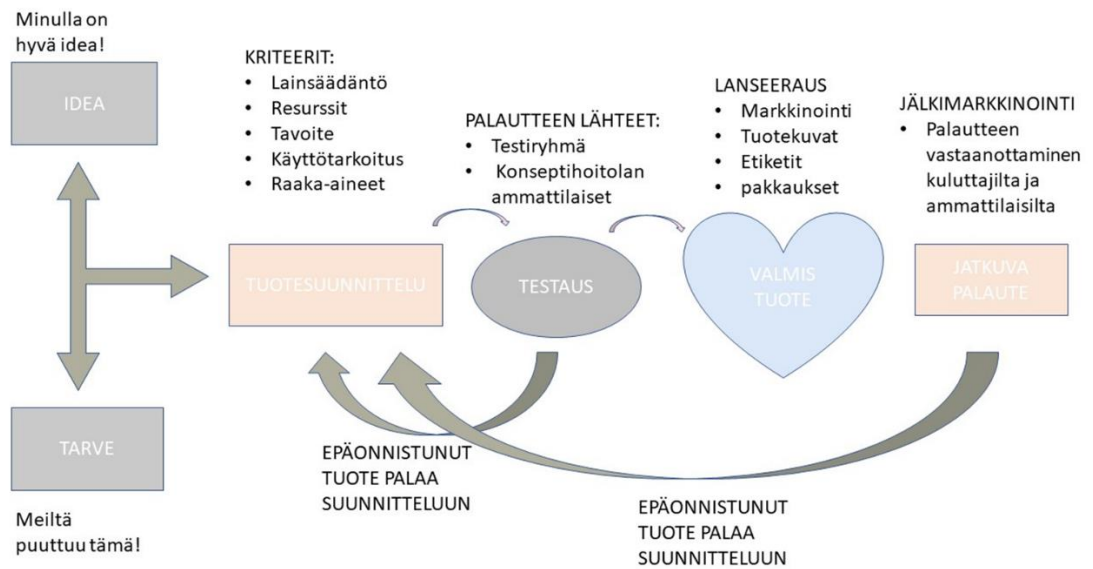 Minulla on
hyvä idea!
IDEA
TARVE
Meiltä
puuttuu tämä!
KRITEERIT:
• Lainsäädäntö
• Resurssit
• Tavoite
• Käyttötarkoitus
• Raaka-aineet
TUOTESUUNNITTELU
PALAUTTEEN LÄHTEET:
• Testiryhmä
• Konseptihoitolan
ammattilaiset
TESTAUS
LANSEERAUS
• Markkinointi
• Tuotekuvat
• Etiketit
• pakkaukset
VALMIS
TUOTE
JÄLKIMARKKINOINTI
• Palautteen
vastaanottaminen
kuluttajilta ja
ammattilaisilta
JATKUVA
PALAUTE
EPÄONNISTUNUT
TUOTE PALAA
SUUNNITTELUUN
EPÄONNISTUNUT
TUOTE PALAA
SUUNNITTELUUN